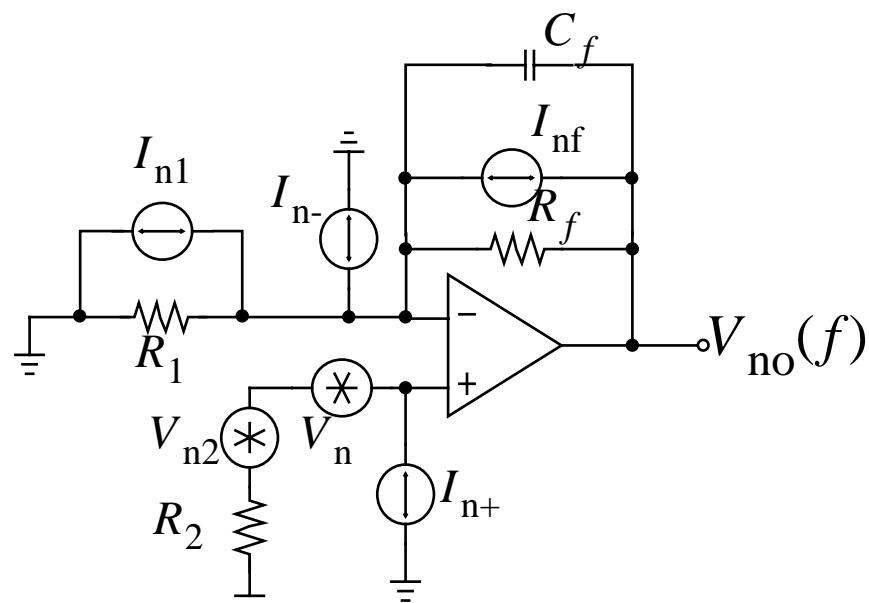 C_f
I_nf
I_n1
I_n-
R_f
R_1
−
+
V_no(f)
V_n2
V_n
I_n+
R_2